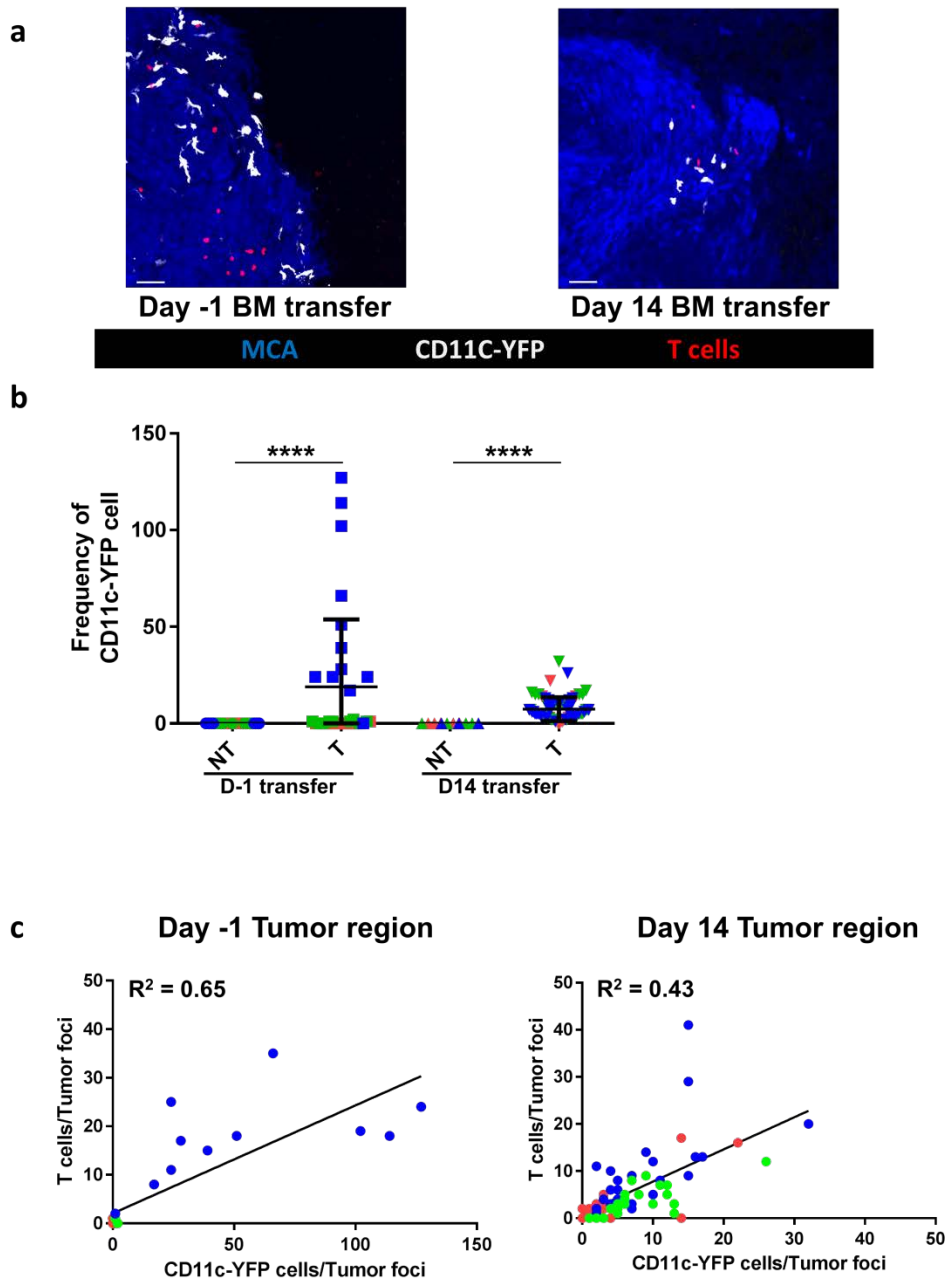 a
Day -1 BM transfer
Day 14 BM transfer
MCA CD11C-YFP T cells
b
Frequency of
CD11c-YFP cell
150
100
50
0
****
****
NT
T
NT
T
D-1 transfer
D14 transfer
c
Day -1 Tumor region
R² = 0.65
T cells/Tumor foci
50
40
30
20
10
0
0 50 100 150
CD11c-YFP cells/Tumor foci
Day 14 Tumor region
R² = 0.43
T cells/Tumor foci
50
40
30
20
10
0
0 10 20 30 40 50
CD11c-YFP cells/Tumor foci